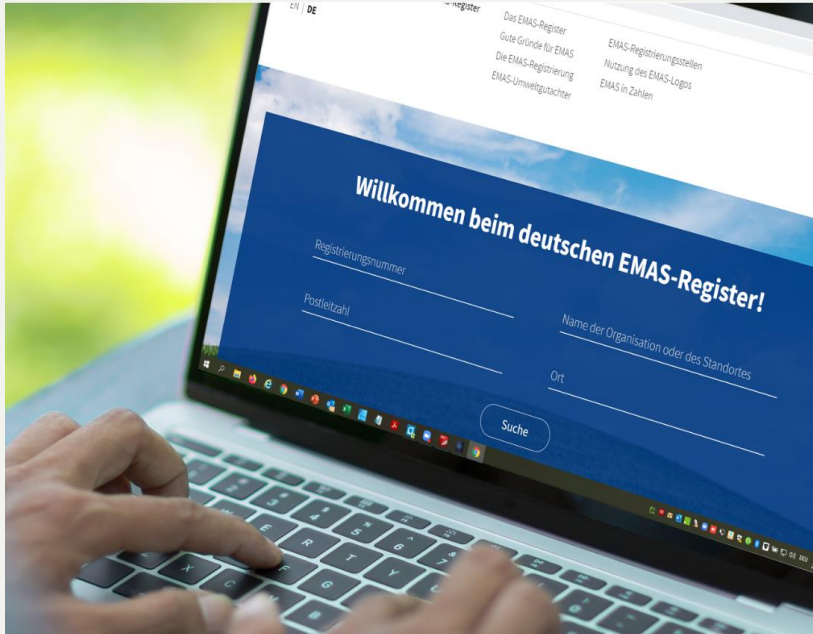 EN | DE
-Register
Das EMAS-Register
Gute Gründe für EMAS
Die EMAS-Registrierung
EMAS-Umweltgutachter
EMAS-Registrierungsstellen
Nutzung des EMAS-Logos
EMAS in Zahlen
Willkommen beim deutschen EMAS-Register!
Registrierungsnummer
Name der Organisation oder des Standortes
Postleitzahl
Ort
Suche
DEU